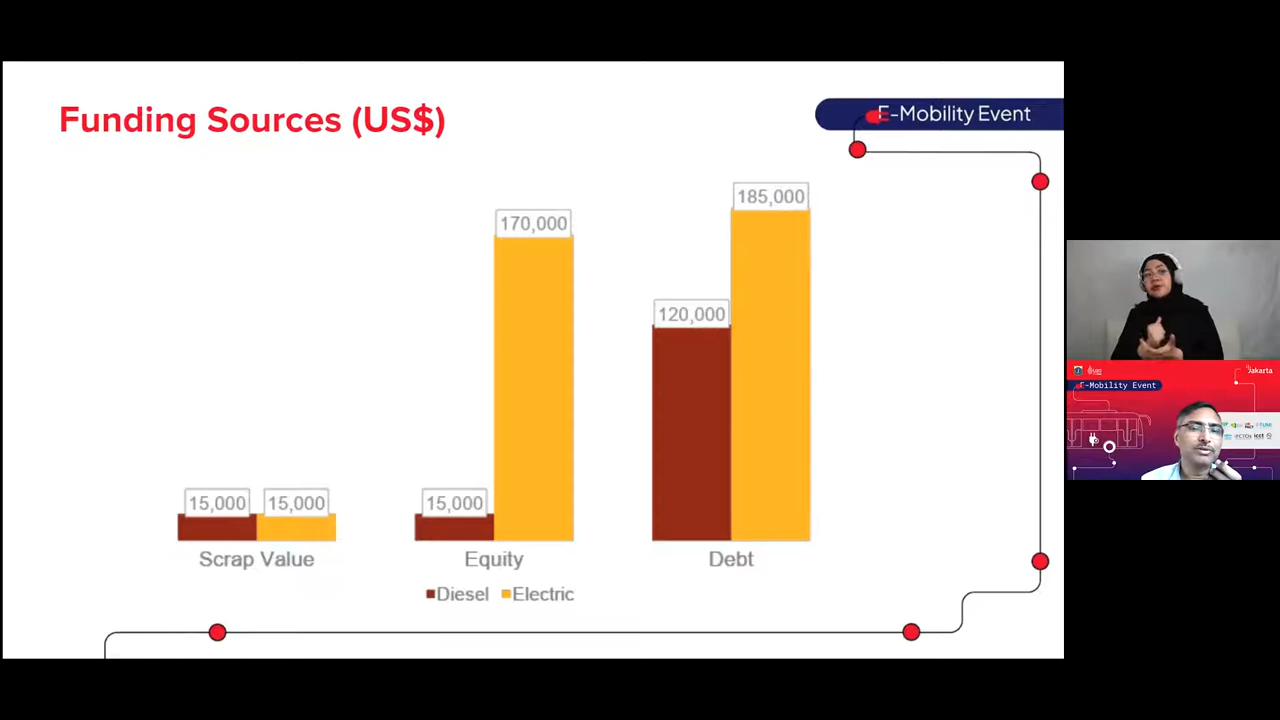 Funding Sources (US$)
E-Mobility Event
185,000
170,000
120,000
15,000
15,000
15,000
Scrap Value
Equity
Debt
Diesel
Electric
Jakarta
E-Mobility Event